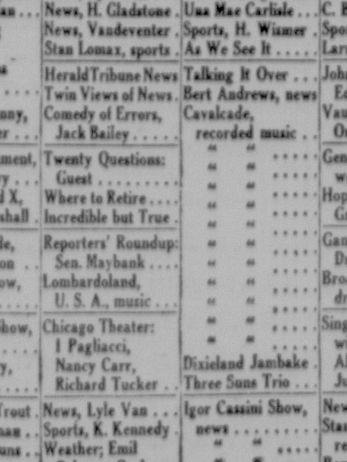 News, H. Gladstone .
News, Vandeventer .
Stan Lomax, sports .
Herald Tribune News
Twin Views of News .
Comedy of Errors,
Jack Bailey . . . . .
Twenty Questions:
Guest . . . . . . . . .
Where to Retire . . . .
Incredible but True .
Reporters' Roundup:
Sen. Maybank . . . .
Lombardoland,
U. S. A., music . . .
Chicago Theater:
I Pagliacci,
Nancy Carr,
Richard Tucker . .
News, Lyle Van . . .
Sports, K. Kennedy .
Weather; Emil
Una Mae Carlisle . . .
Sports, H. Wismer .
As We See It . . . . .
Talking It Over . . .
Bert Andrews, news
Cavalcade,
recorded music . .
" " . . . . .
" " . . . . .
" " . . . . .
" " . . . . .
" " . . . . .
" " . . . . .
" " . . . . .
" " . . . . .
" " . . . . .
" " . . . . .
" " . . . . .
Dixieland Jambake .
Three Suns Trio . . .
Igor Cassini Show,
news . . . . . . . . .
" " . . . . .